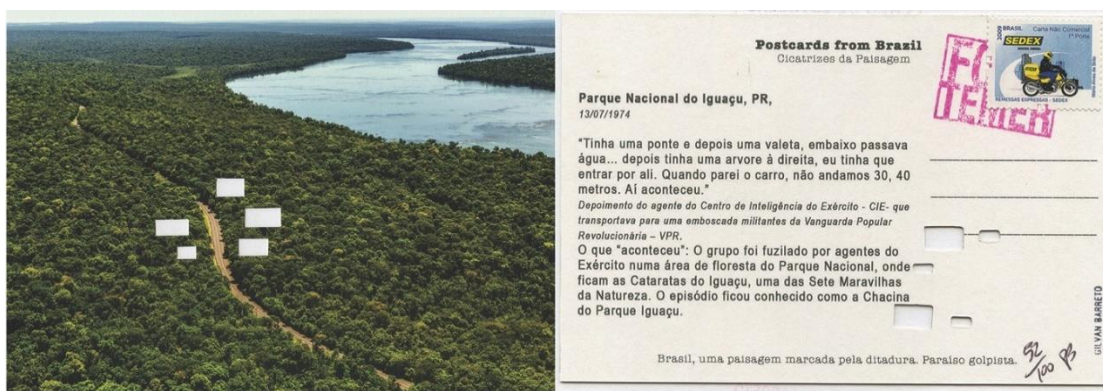 Postcards from Brazil
Cicatrizes da Paisagem
2009 BRASIL Carta Não Comercial
1º Porte
SEDEX
REMESSAS EXPRESSAS - SEDEX
Parque Nacional do Iguaçu, PR,
13/07/1974
"Tinha uma ponte e depois uma valeta, embaixo passava
água... depois tinha uma arvore à direita, eu tinha que
entrar por ali. Quando parei o carro, não andamos 30, 40
metros. Aí aconteceu."
Depoimento do agente do Centro de Inteligência do Exército - CIE- que
transportava para uma emboscada militantes da Vanguarda Popular
Revolucionária – VPR.
O que "aconteceu": O grupo foi fuzilado por agentes do
Exército numa área de floresta do Parque Nacional, onde
ficam as Cataratas do Iguaçu, uma das Sete Maravilhas
da Natureza. O episódio ficou conhecido como a Chacina
do Parque Iguaçu.
Brasil, uma paisagem marcada pela ditadura. Paraíso golpista.
52/100
GILVAN BARRETO